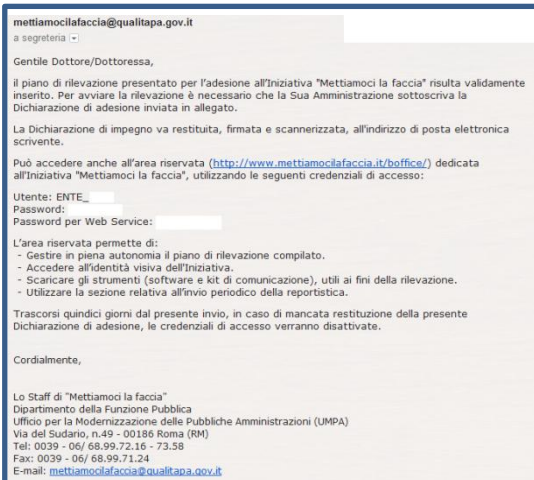 mettiamocilafaccia@qualitapa.gov.it
a segreteria
Gentile Dottore/Dottoressa,
il piano di rilevazione presentato per l'adesione all'Iniziativa "Mettiamoci la faccia" risulta validamente
inserito. Per avviare la rilevazione è necessario che la Sua Amministrazione sottoscriva la
Dichiarazione di adesione inviata in allegato.
La Dichiarazione di impegno va restituita, firmata e scannerizzata, all'indirizzo di posta elettronica
scrivente.
Può accedere anche all'area riservata (http://www.mettiamocilafaccia.it/boffice/) dedicata
all'Iniziativa "Mettiamoci la faccia", utilizzando le seguenti credenziali di accesso:
Utente: ENTE_
Password:
Password per Web Service:
L'area riservata permette di:
- Gestire in piena autonomia il piano di rilevazione compilato.
- Accedere all'identità visiva dell'Iniziativa.
- Scaricare gli strumenti (software e kit di comunicazione), utili ai fini della rilevazione.
- Utilizzare la sezione relativa all'invio periodico della reportistica.
Trascorsi quindici giorni dal presente invio, in caso di mancata restituzione della presente
Dichiarazione di adesione, le credenziali di accesso verranno disattivate.
Cordialmente,
Lo Staff di "Mettiamoci la faccia"
Dipartimento della Funzione Pubblica
Ufficio per la Modernizzazione delle Pubbliche Amministrazioni (UMPA)
Via del Sudario, n.49 - 00186 Roma (RM)
Tel: 0039 - 06/ 68.99.72.16 - 73.58
Fax: 0039 - 06/ 68.99.71.24
E-mail: mettiamocilafaccia@qualitapa.gov.it